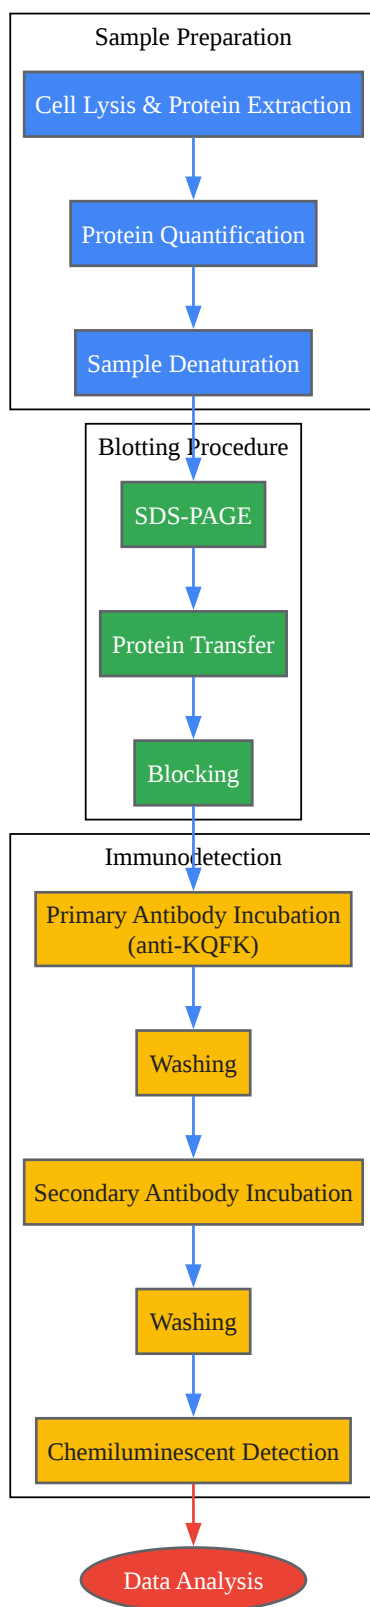 Sample Preparation
Cell Lysis & Protein Extraction
Protein Quantification
Sample Denaturation
Blotting Procedure
SDS-PAGE
Protein Transfer
Blocking
Immunodetection
Primary Antibody Incubation
(anti-KQFK)
Washing
Secondary Antibody Incubation
Washing
Chemiluminescent Detection
Data Analysis